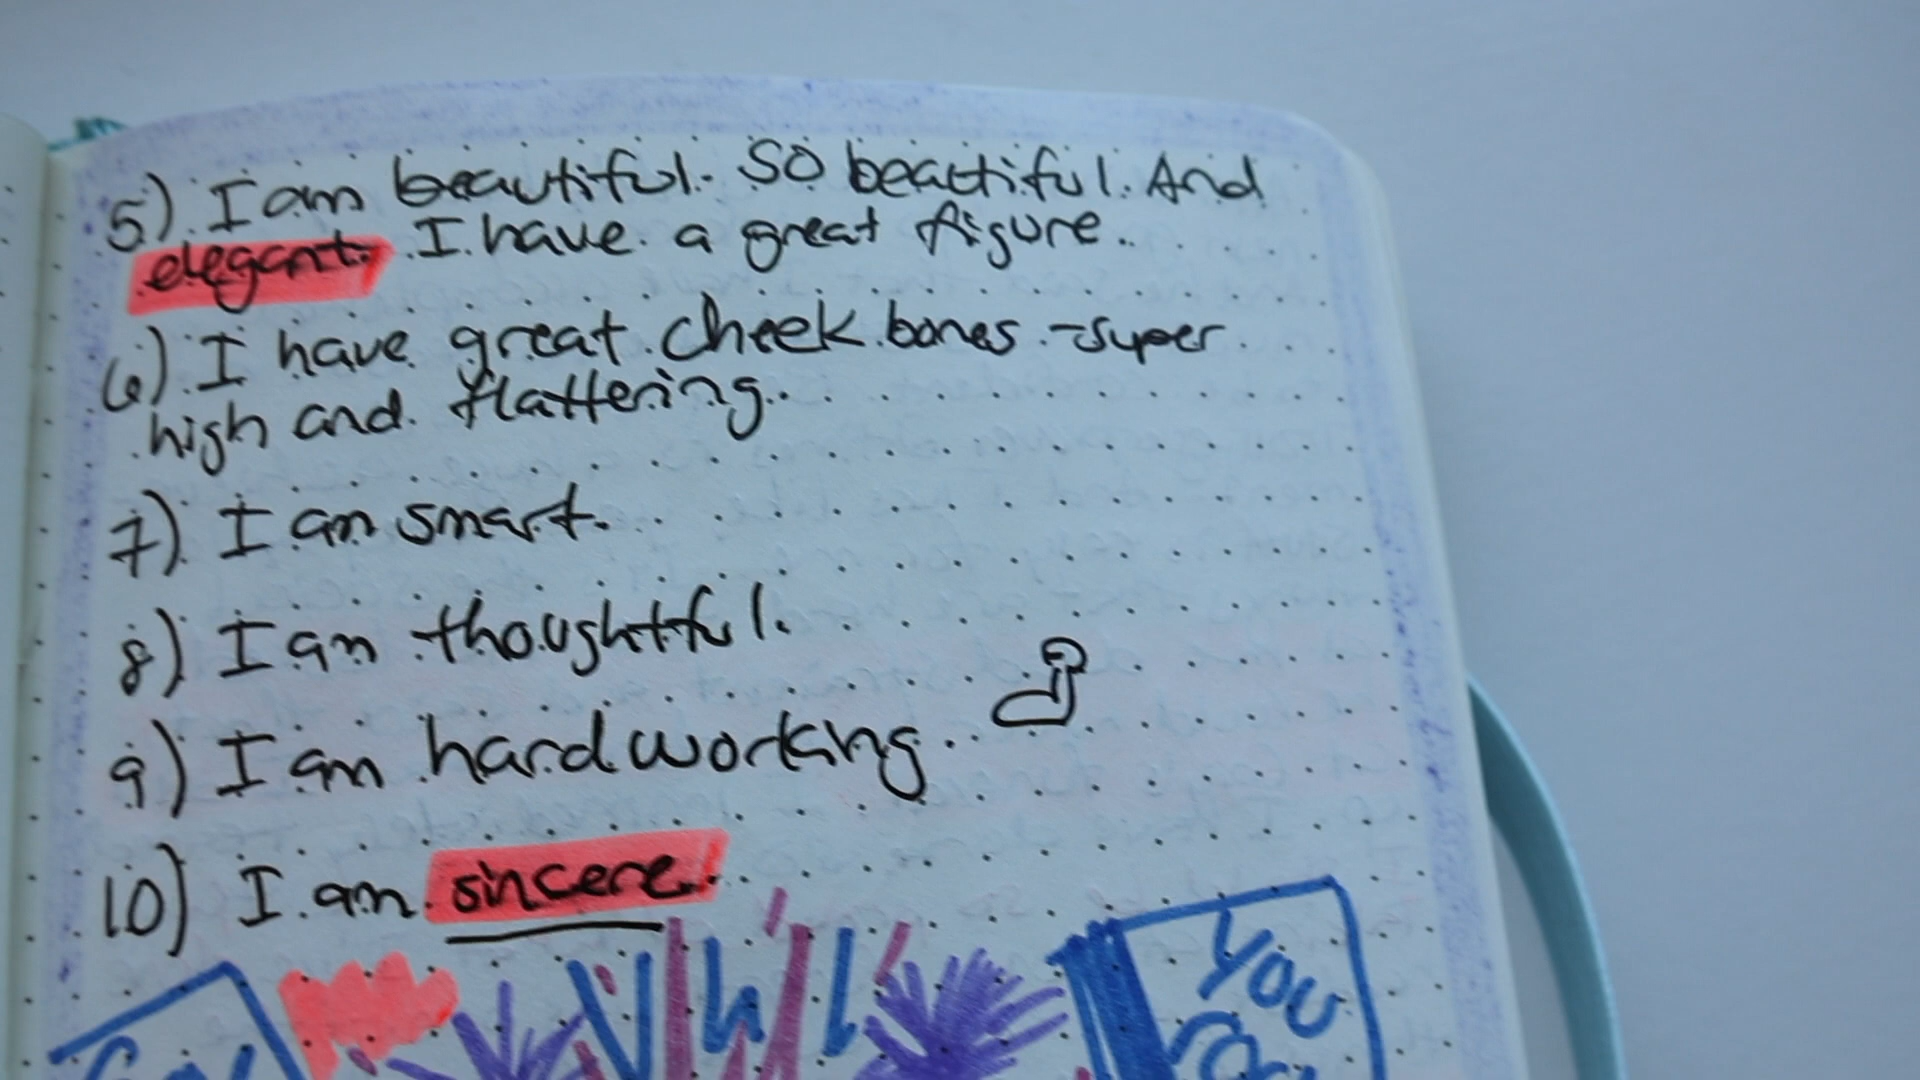 5) I am beautiful. SO beautiful. And
elegant. I have a great figure.
6) I have great cheek bones - super
high and flattering.
7) I am smart.
8) I am thoughtful.
9) I am hardworking.
10) I am sincere.
You